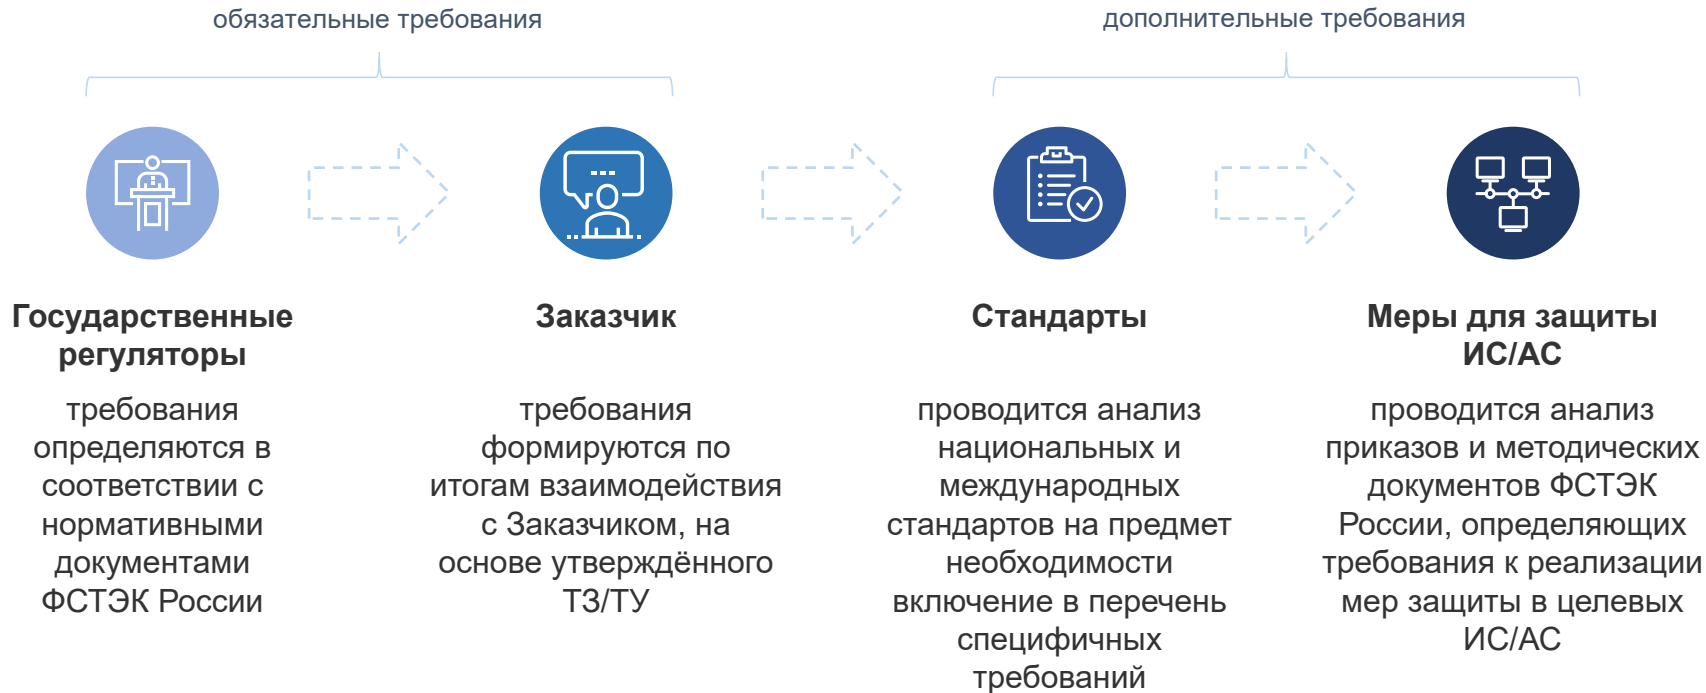 обязательные требования
дополнительные требования
Государственные
регуляторы
требования
определяются в
соответствии с
нормативными
документами
ФСТЭК России
Заказчик
требования
формируются по
итогам взаимодействия
с Заказчиком, на
основе утверждённого
ТЗ/ТУ
Стандарты
проводится анализ
национальных и
международных
стандартов на предмет
необходимости
включение в перечень
специфичных
требований
Меры для защиты
ИС/АС
проводится анализ
приказов и методических
документов ФСТЭК
России, определяющих
требования к реализации
мер защиты в целевых
ИС/АС